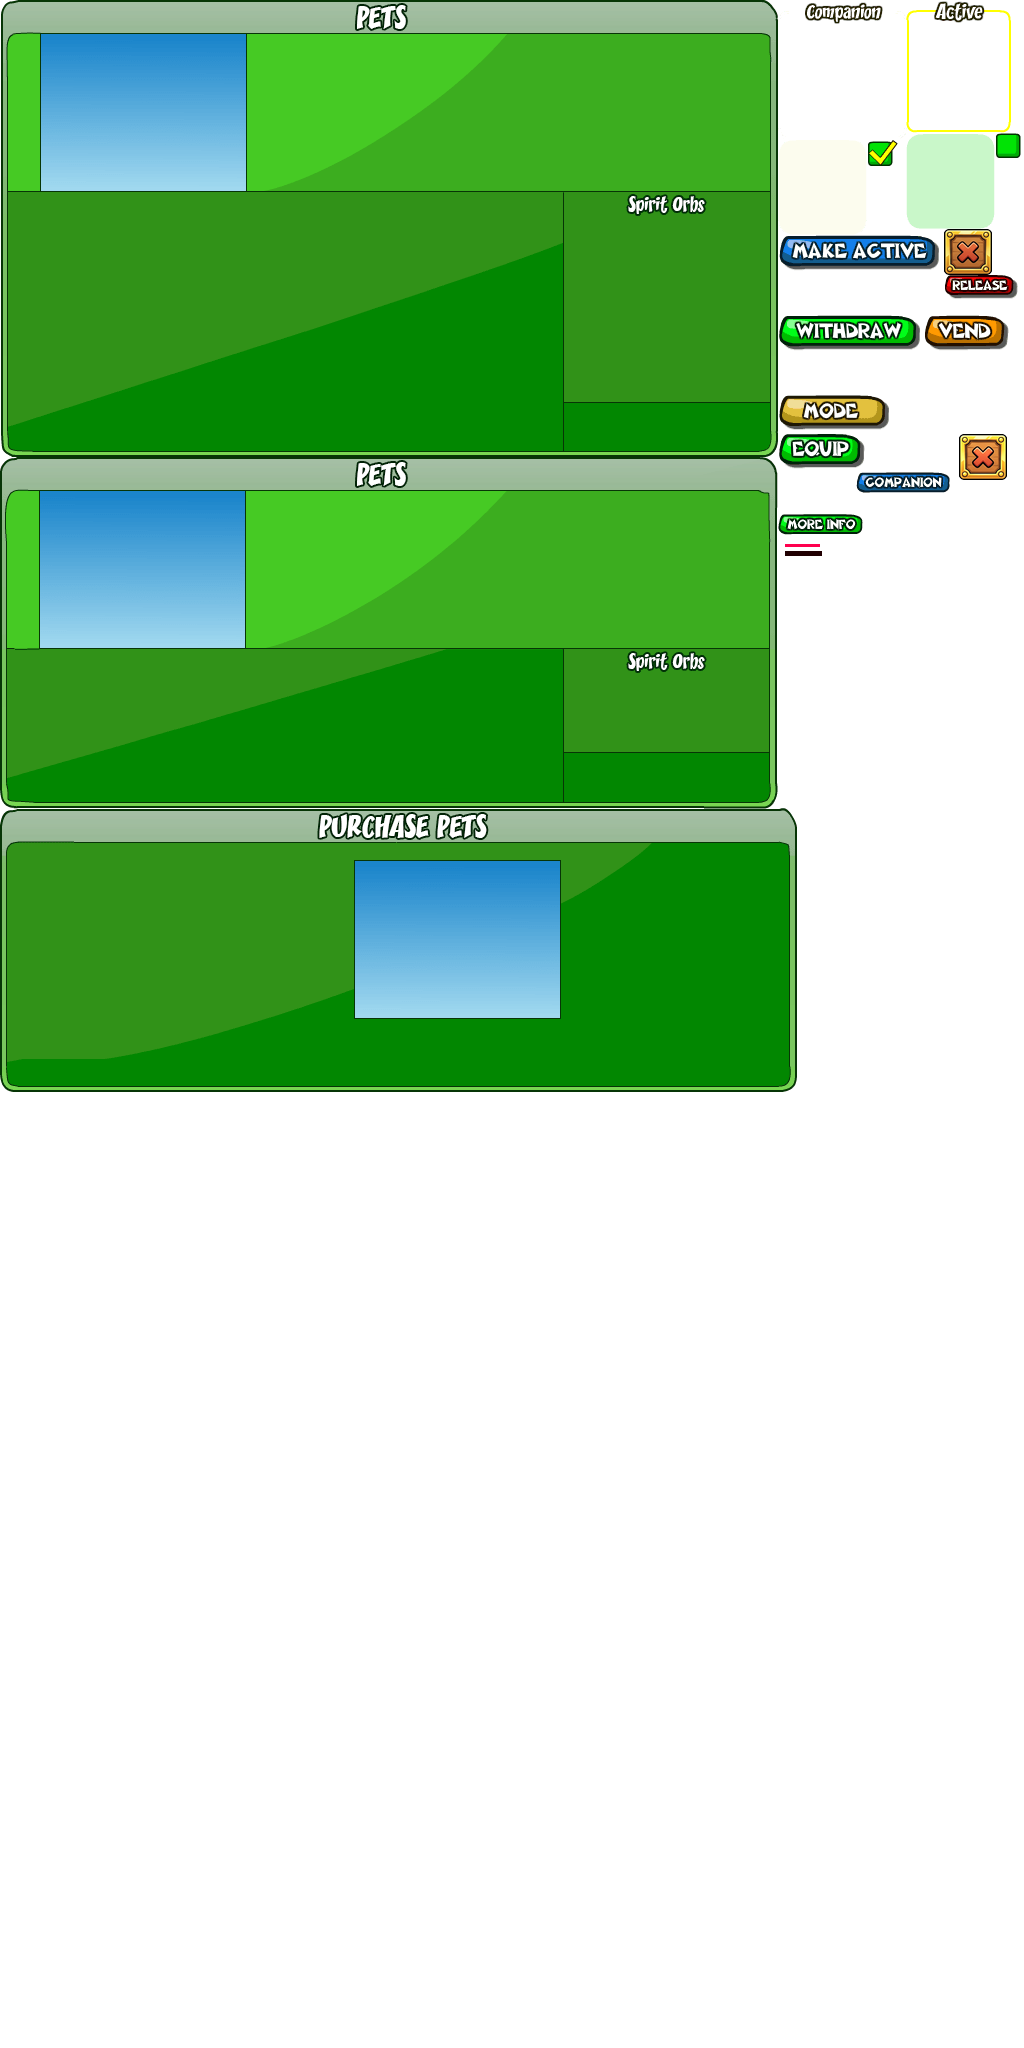 PETS
Companion
Active
Spirit Orbs
MAKE ACTIVE
RELEASE
WITHDRAW
VEND
MODE
EQUIP
PETS
COMPANION
MORE INFO
Spirit Orbs
PURCHASE PETS